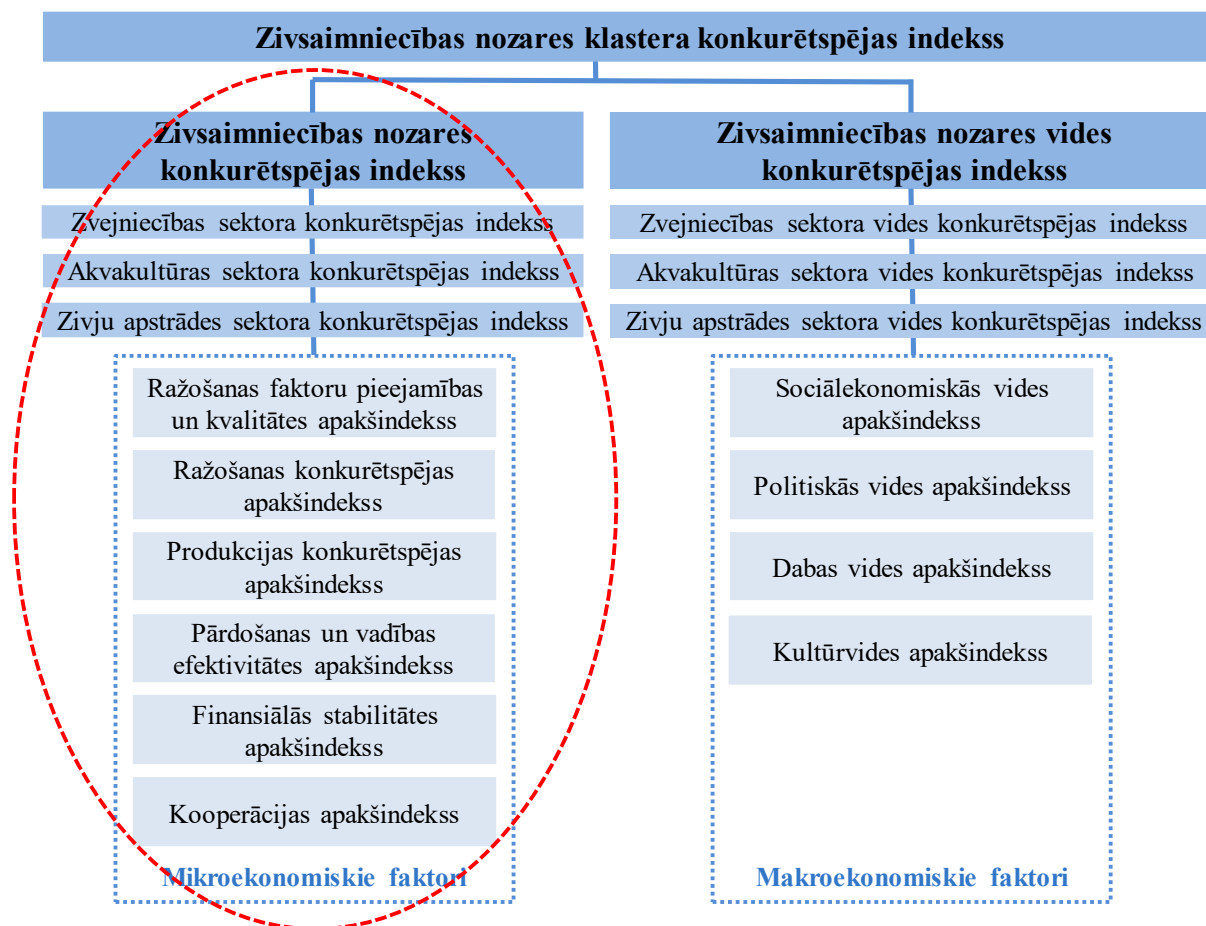 Zivsaimniecības nozares klastera konkurētspējas indekss
Zivsaimniecības nozares
konkurētspējas indekss
Zvejniecības sektora konkurētspējas indekss
Akvakultūras sektora konkurētspējas indekss
Zivju apstrādes sektora konkurētspējas indekss
Ražošanas faktoru pieejamības
un kvalitātes apakšindekss
Ražošanas konkurētspējas
apakšindekss
Produkcijas konkurētspējas
apakšindekss
Pārdošanas un vadības
efektivitātes apakšindekss
Finansiālās stabilitātes
apakšindekss
Kooperācijas apakšindekss
Mikroekonomiskie faktori
Zivsaimniecības nozares vides
konkurētspējas indekss
Zvejniecības sektora vides konkurētspējas indekss
Akvakultūras sektora vides konkurētspējas indekss
Zivju apstrādes sektora vides konkurētspējas indekss
Sociālekonomiskās vides
apakšindekss
Politiskās vides apakšindekss
Dabas vides apakšindekss
Kultūrvides apakšindekss
Makroekonomiskie faktori